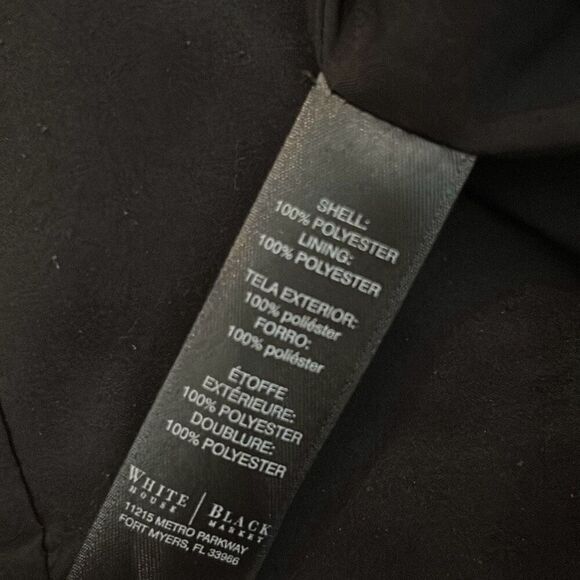 SHELL:
100% POLYESTER
LINING:
100% POLYESTER
TELA EXTERIOR:
100% poliéster
FORRO:
100% poliéster
ÉTOFFE
EXTÉRIEURE:
100% POLYESTER
DOUBLURE:
100% POLYESTER
WHITE | BLACK
HOUSE | MARKET
11215 METRO PARKWAY
FORT MYERS, FL 33966